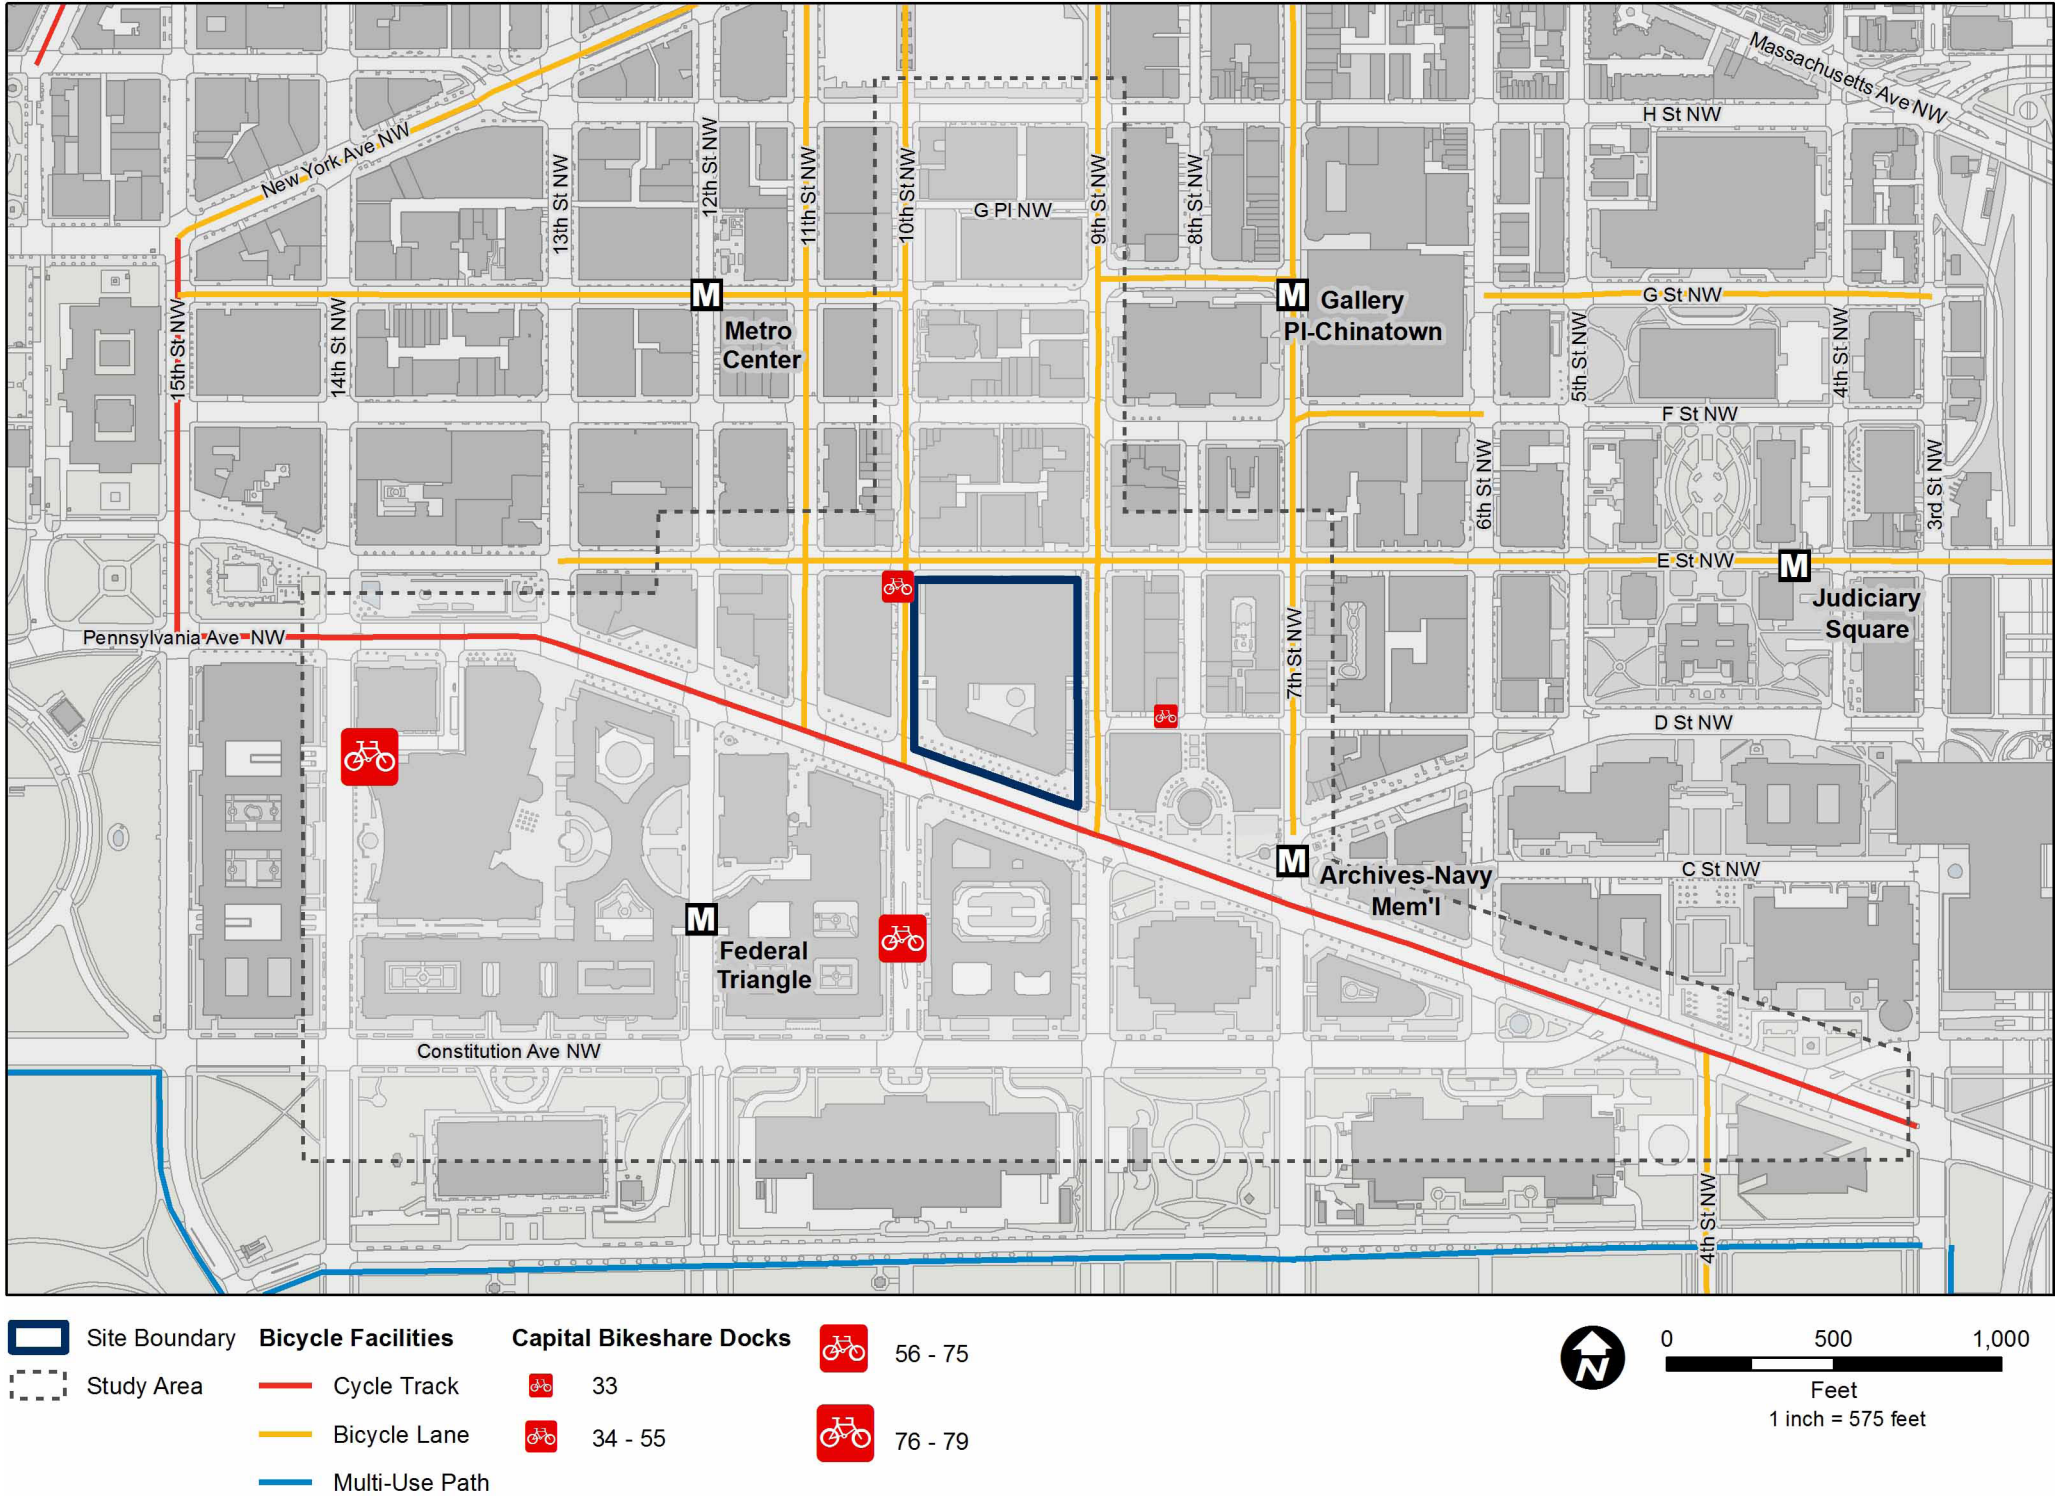 Massachusetts Ave NW
H St NW
New York Ave NW
13th St NW
12th St NW
11th St NW
10th St NW
9th St NW
8th St NW
G Pl NW
M
Metro
Center
M
Gallery
Pl-Chinatown
G St NW
15th St NW
14th St NW
5th St NW
4th St NW
F St NW
6th St NW
3rd St NW
E St NW
M
Judiciary
Square
Pennsylvania Ave NW
7th St NW
D St NW
M
Archives-Navy
Mem'l
C St NW
M
Federal
Triangle
Constitution Ave NW
4th St NW
Site Boundary
Study Area
Bicycle Facilities
Cycle Track
Bicycle Lane
Multi-Use Path
Capital Bikeshare Docks
33
34 - 55
56 - 75
76 - 79
N
0 500 1,000
Feet
1 inch = 575 feet